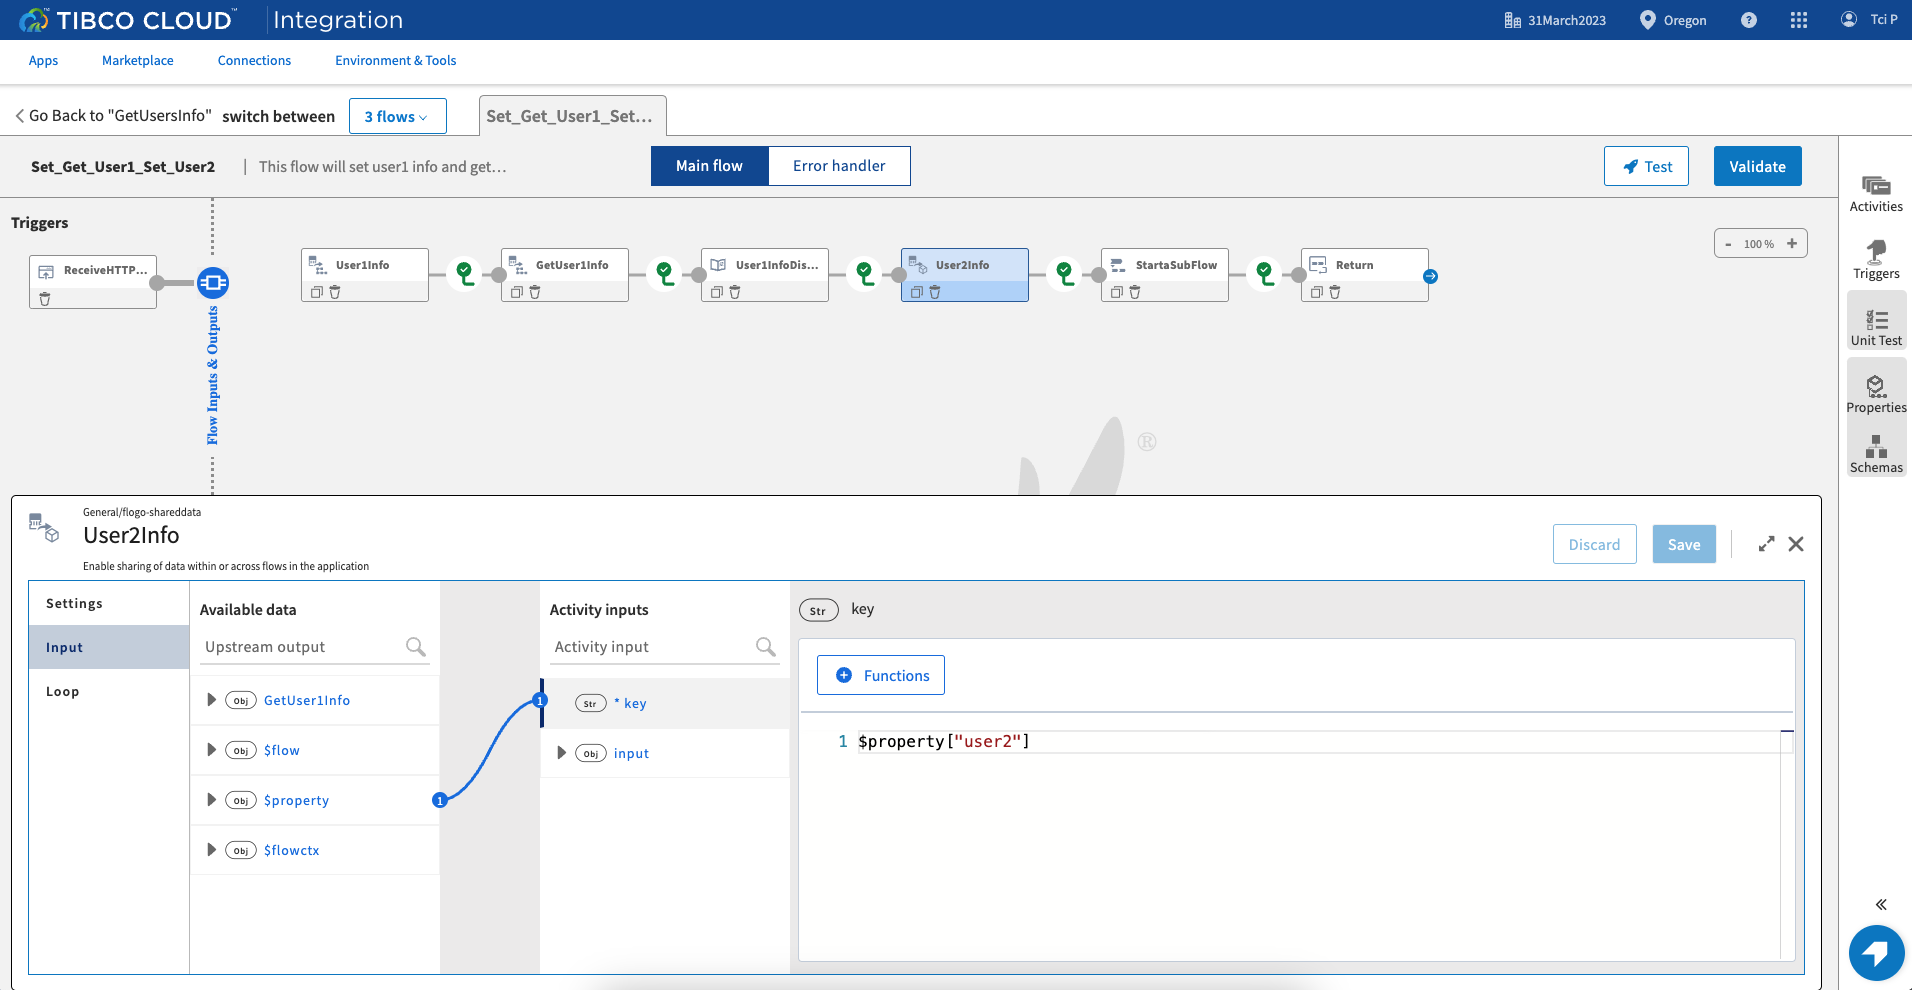 TIBCO CLOUD™ Integration
31March2023
Oregon
?
Tci P
Apps
Marketplace
Connections
Environment & Tools
Go Back to "GetUsersInfo"
switch between
3 flows
Set_Get_User1_Set...
Set_Get_User1_Set_User2
This flow will set user1 info and get...
Main flow
Error handler
Test
Validate
Activities
Triggers
Unit Test
Properties
Schemas
Triggers
- 100 % +
ReceiveHTTP...
Flow Inputs & Outputs
User1Info
GetUser1Info
User1InfoDis...
User2Info
StartaSubFlow
Return
®
General/flogo-shareddata
User2Info
Enable sharing of data within or across flows in the application
Discard
Save
Settings
Input
Loop
Available data
Upstream output
Obj GetUser1Info
Obj $flow
Obj $property
1
Obj $flowctx
Activity inputs
Activity input
1
Str * key
Obj input
Str key
Functions
1 $property["user2"]